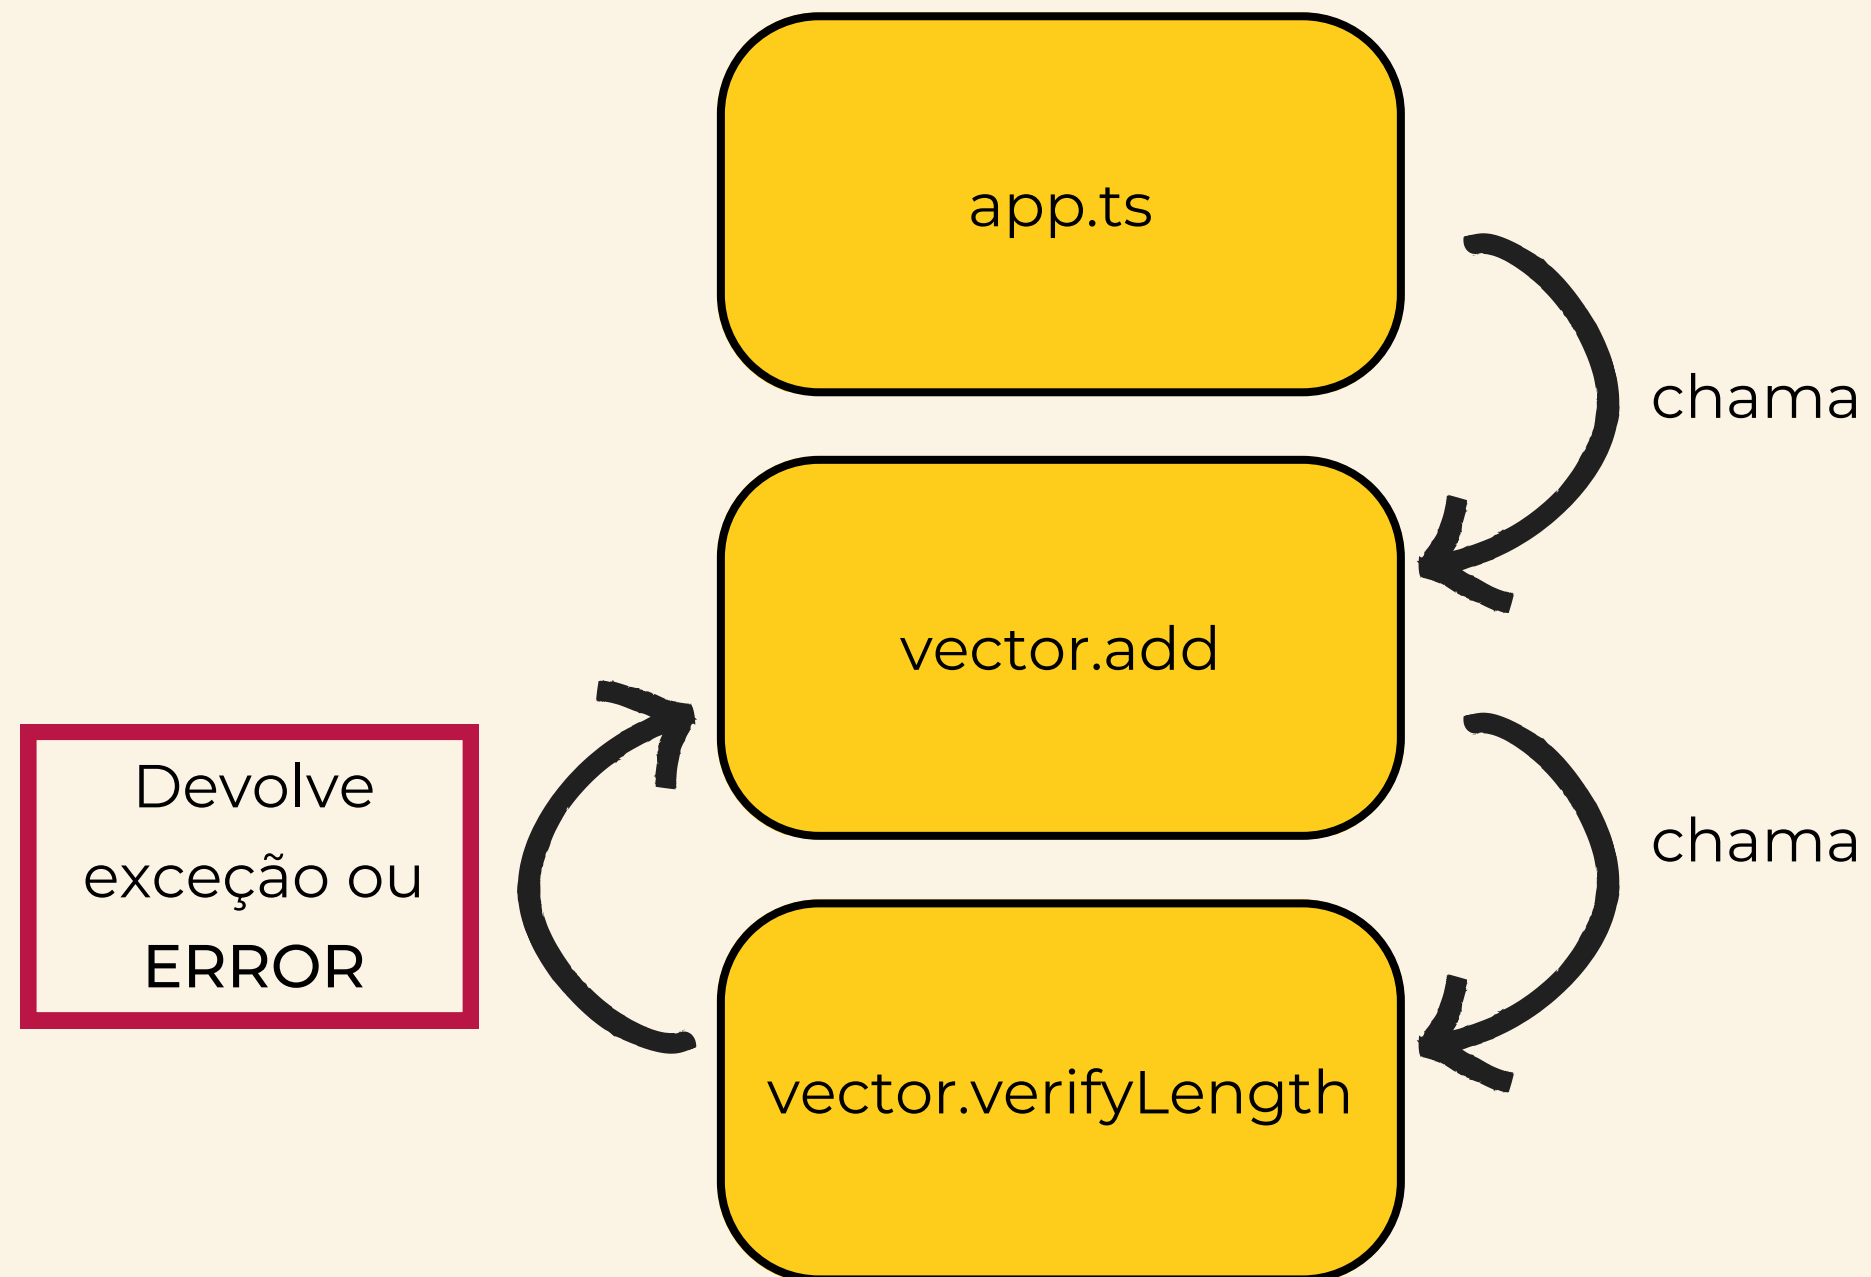 app.ts
chama
vector.add
Devolve
exceção ou
ERROR
chama
vector.verifyLength